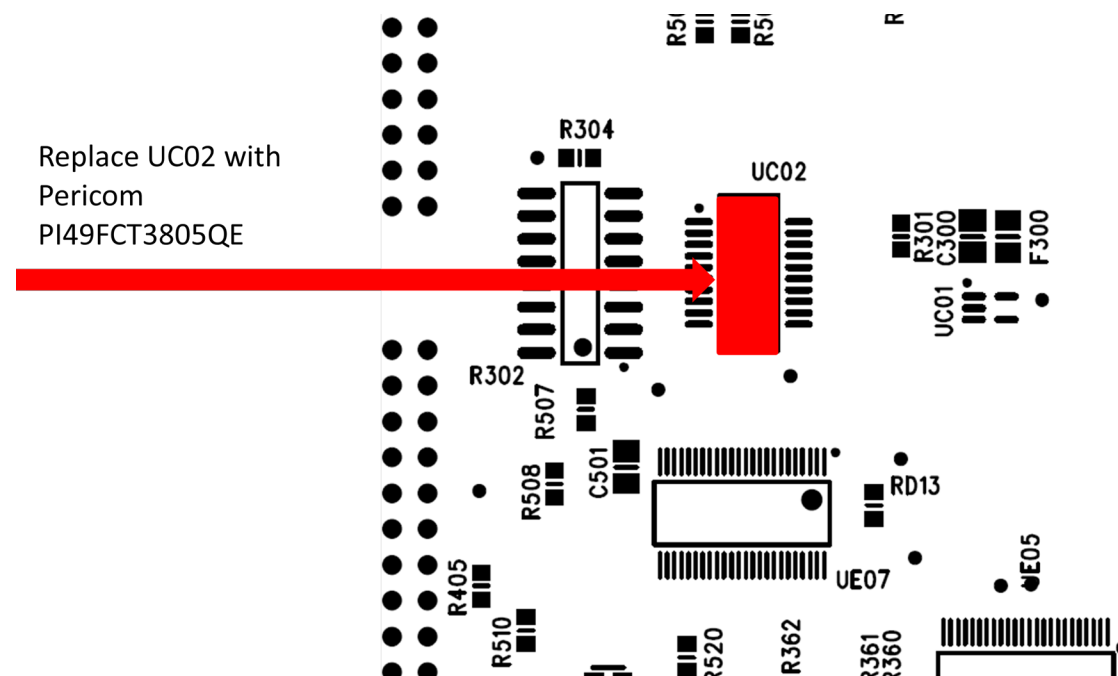 Replace UC02 with
Pericom
PI49FCT3805QE
R304
UC02
R301
C300
F300
UC01
R302
R507
C501
R508
RD13
UE07
UE05
R405
R510
R520
R362
R361
R360